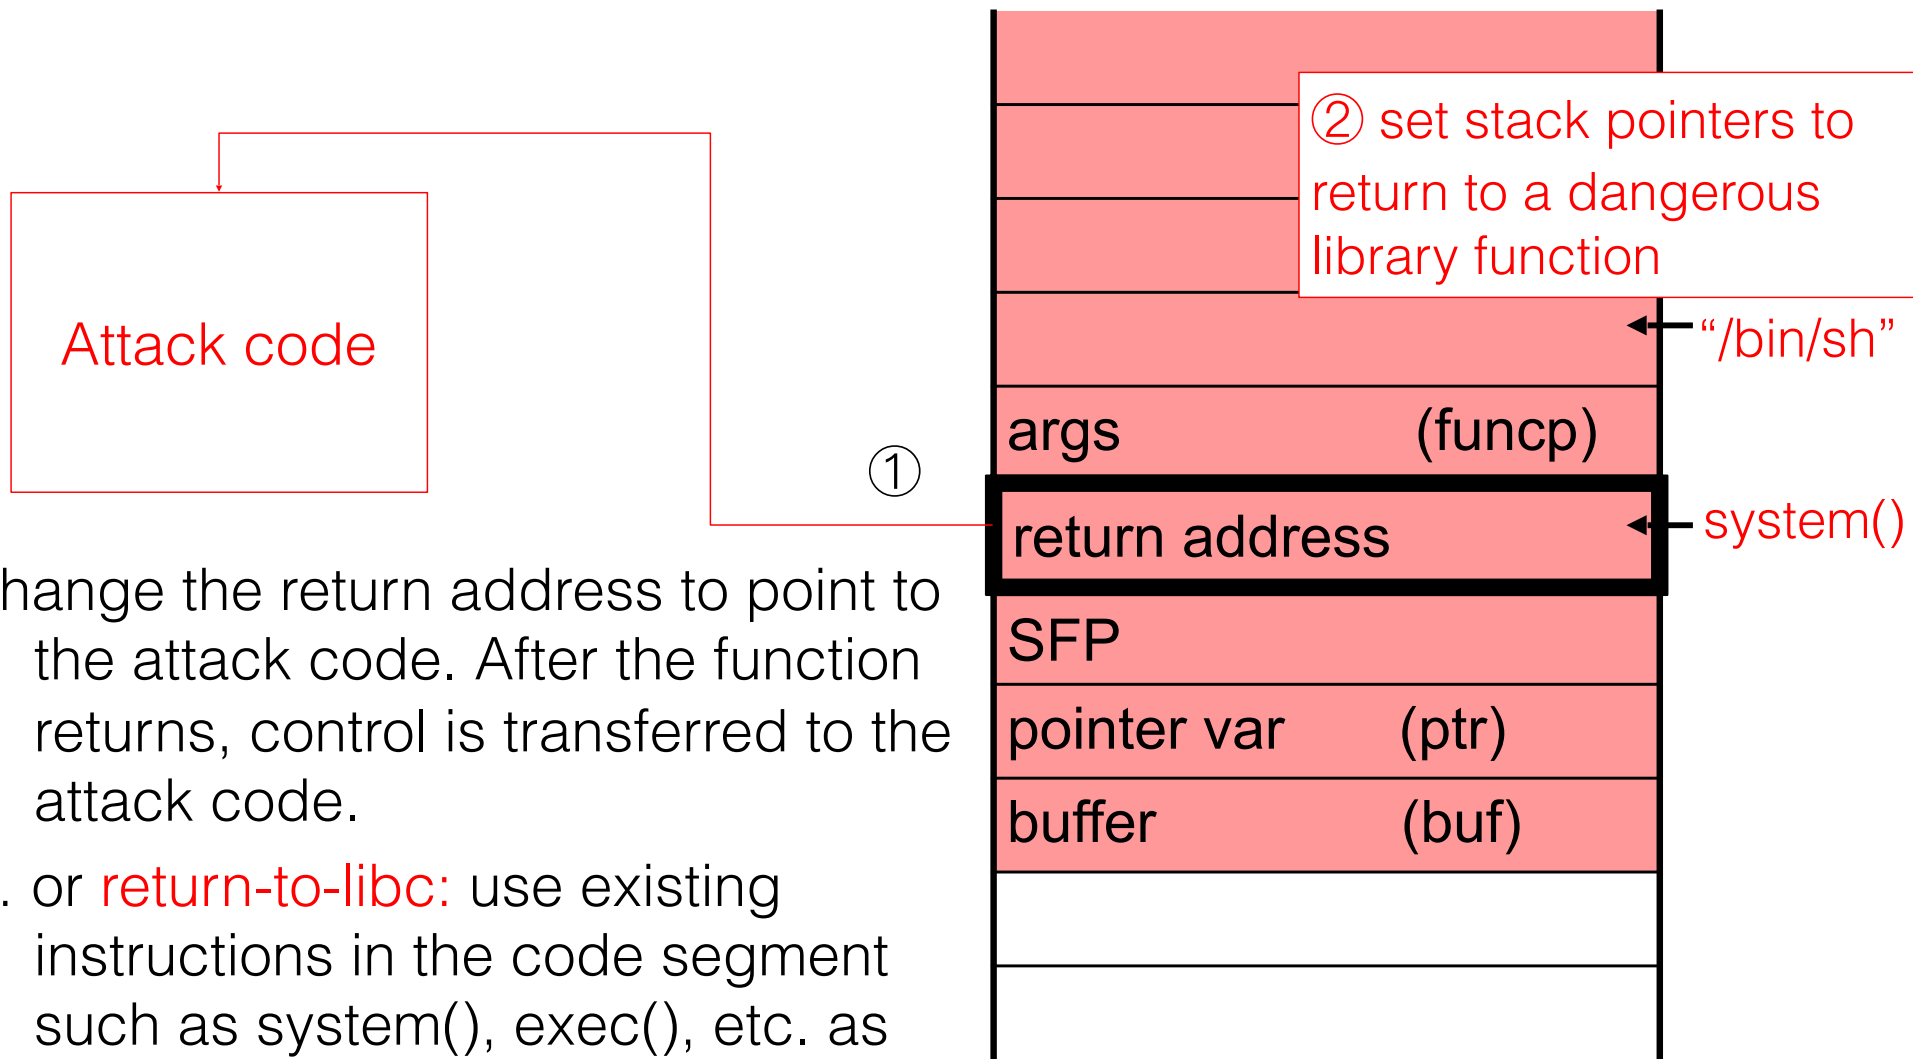 ② set stack pointers to
return to a dangerous
library function
Attack code
“/bin/sh”
args (funcp)
①
return address
system()
hange the return address to point to
the attack code. After the function
returns, control is transferred to the
attack code.
SFP
pointer var (ptr)
buffer (buf)
. or return-to-libc: use existing
instructions in the code segment
such as system(), exec(), etc. as